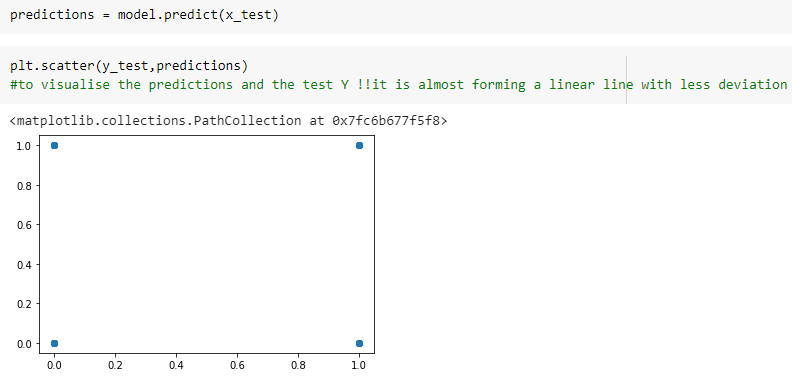 predictions = model.predict(x_test)
plt.scatter(y_test,predictions)
#to visualise the predictions and the test Y !!it is almost forming a linear line with less deviation
<matplotlib.collections.PathCollection at 0x7fc6b677f5f8>
1.0
0.8
0.6
0.4
0.2
0.0
0.0 0.2 0.4 0.6 0.8 1.0